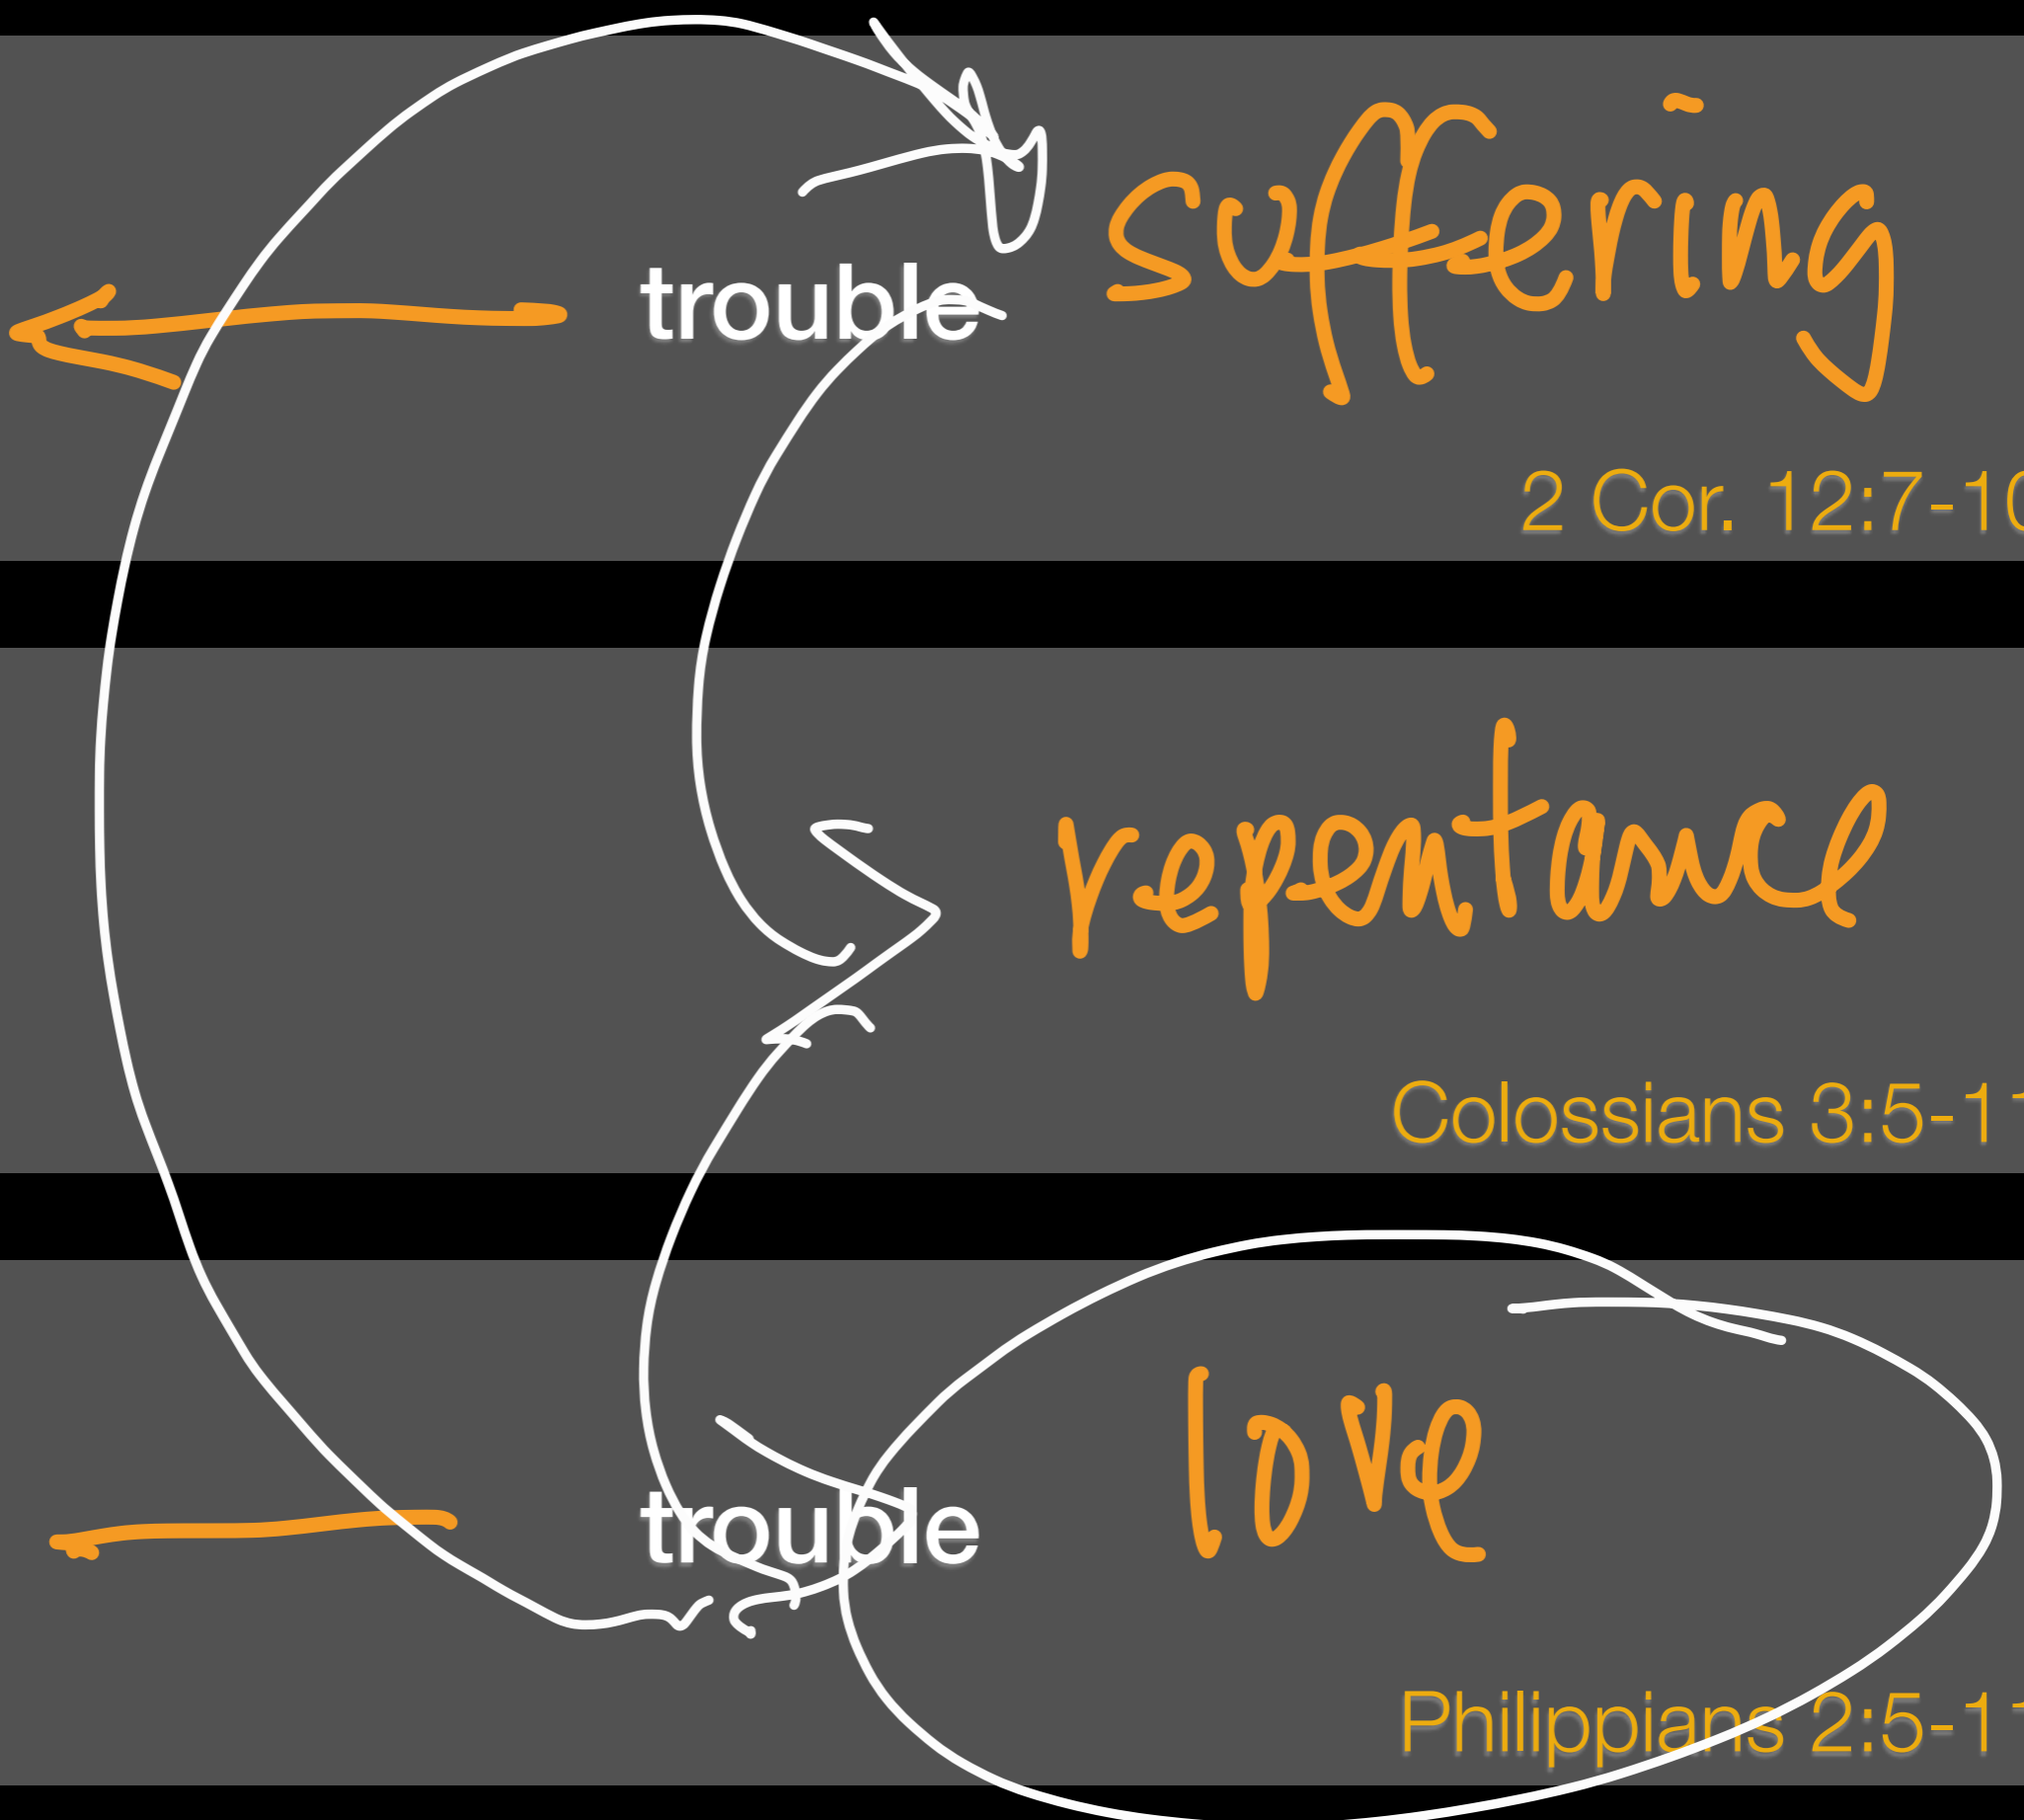 trouble suffering
2 Cor. 12:7-10
repentance
Colossians 3:5-11
trouble love
Philippians 2:5-11